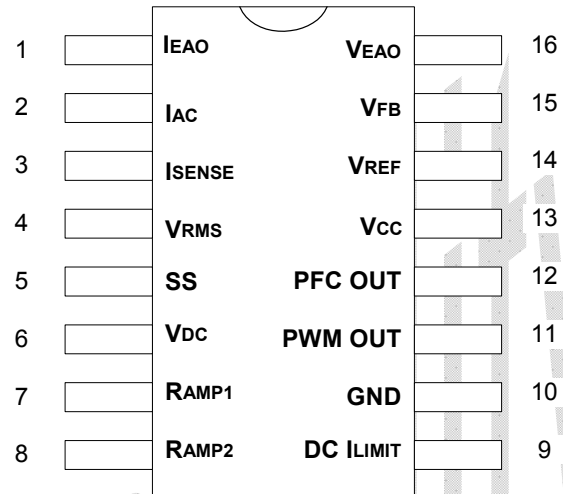 1 IEAO VEAO 16
2 IAC VFB 15
3 ISENSE VREF 14
4 VRMS VCC 13
5 SS PFC OUT 12
6 VDC PWM OUT 11
7 RAMP1 GND 10
8 RAMP2 DC ILIMIT 9